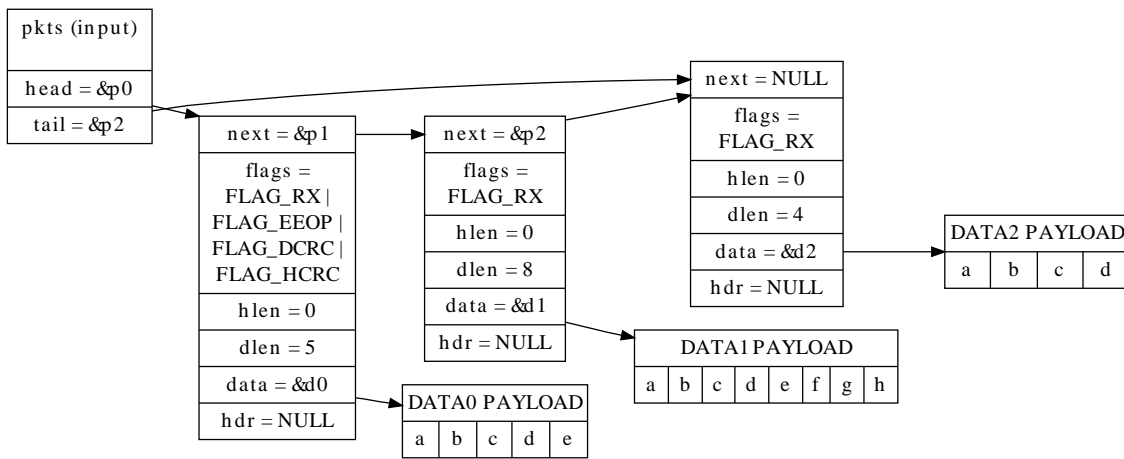 pkts (input)
head = &p0
tail = &p2
next = &p1
flags =
FLAG_RX |
FLAG_EEOP |
FLAG_DCRC |
FLAG_HCRC
hlen = 0
dlen = 5
data = &d0
hdr = NULL
DATA0 PAYLOAD
a b c d e
next = &p2
flags =
FLAG_RX
hlen = 0
dlen = 8
data = &d1
hdr = NULL
DATA1 PAYLOAD
a b c d e f g h
next = NULL
flags =
FLAG_RX
hlen = 0
dlen = 4
data = &d2
hdr = NULL
DATA2 PAYLOAD
a b c d